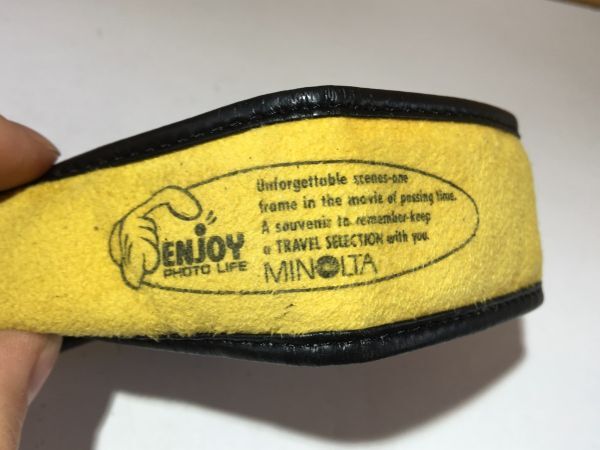 Unforgettable scenes-one
frame in the movie of passing time.
A souvenir to remember-keep
a TRAVEL SELECTION with you.
MINOLTA
ENJOY
PHOTO LIFE